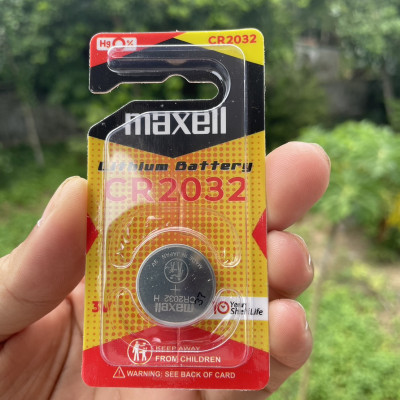 Hg 0%
CR2032
maxell
Lithium Battery
CR2032
CR2032 H
maxell
3V
10 Years
Shelf Life
KEEP AWAY
FROM CHILDREN
WARNING: SEE BACK OF CARD